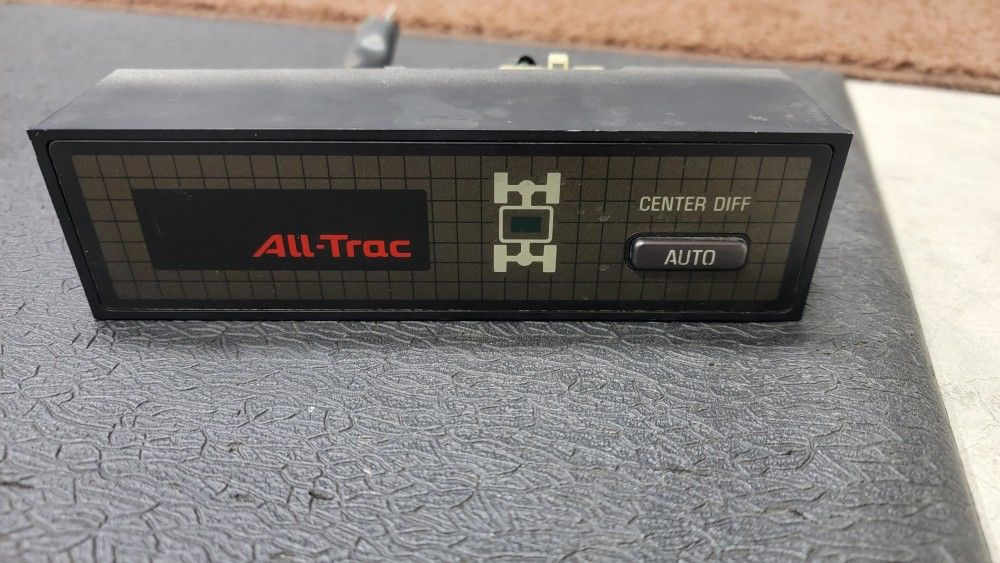 All-Trac
CENTER DIFF
AUTO